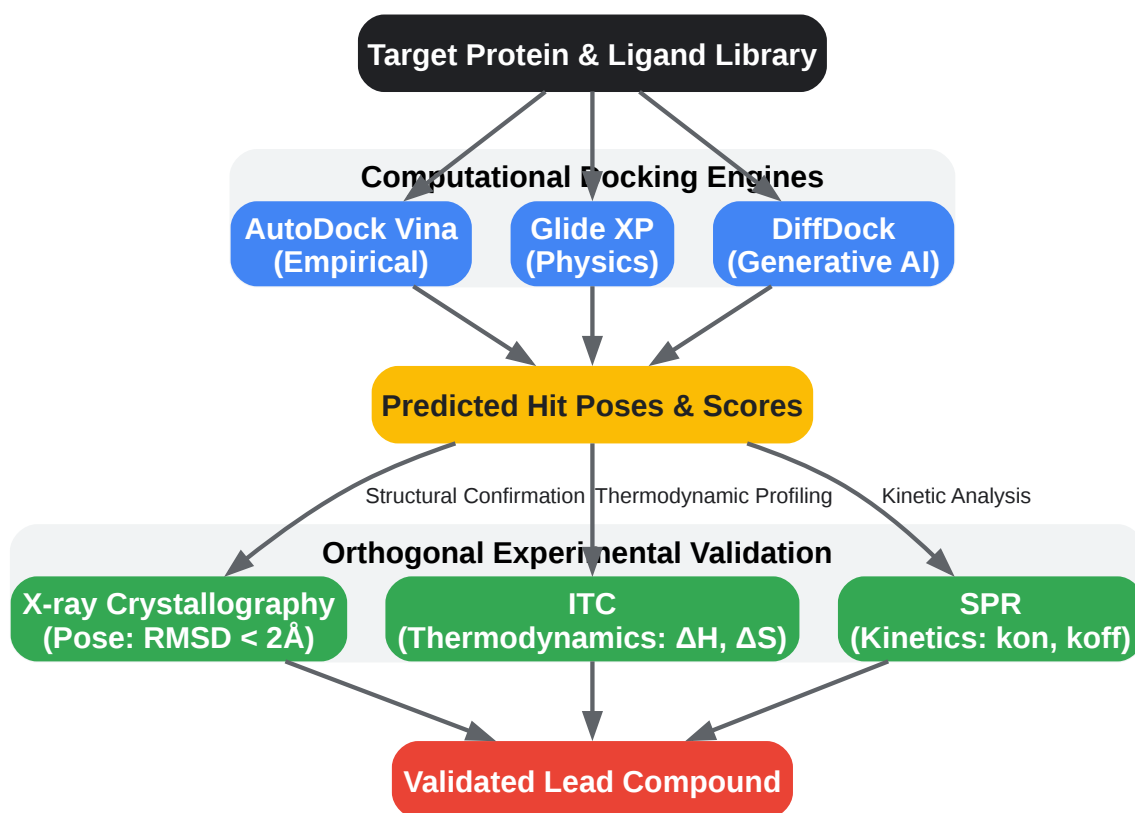 Target Protein & Ligand Library
Computational Docking Engines
AutoDock Vina
(Empirical)
Glide XP
(Physics)
DiffDock
(Generative AI)
Predicted Hit Poses & Scores
Structural Confirmation
Thermodynamic Profiling
Kinetic Analysis
Orthogonal Experimental Validation
X-ray Crystallography
(Pose: RMSD < 2Å)
ITC
(Thermodynamics: ΔH, ΔS)
SPR
(Kinetics: kon, koff)
Validated Lead Compound